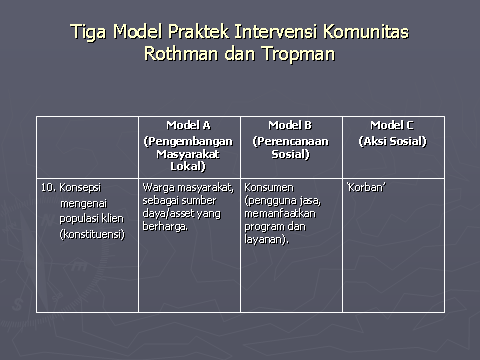 Tiga Model Praktek Intervensi Komunitas
Rothman dan Tropman
Model A
(Pengembangan
Masyarakat
Lokal)
Model B
(Perencanaan
Sosial)
Model C
(Aksi Sosial)
10. Konsepsi
mengenai
populasi klien
(konstituensi)
Warga masyarakat,
sebagai sumber
daya/asset yang
berharga.
Konsumen
(pengguna jasa,
memanfaatkan
program dan
layanan).
'Korban'